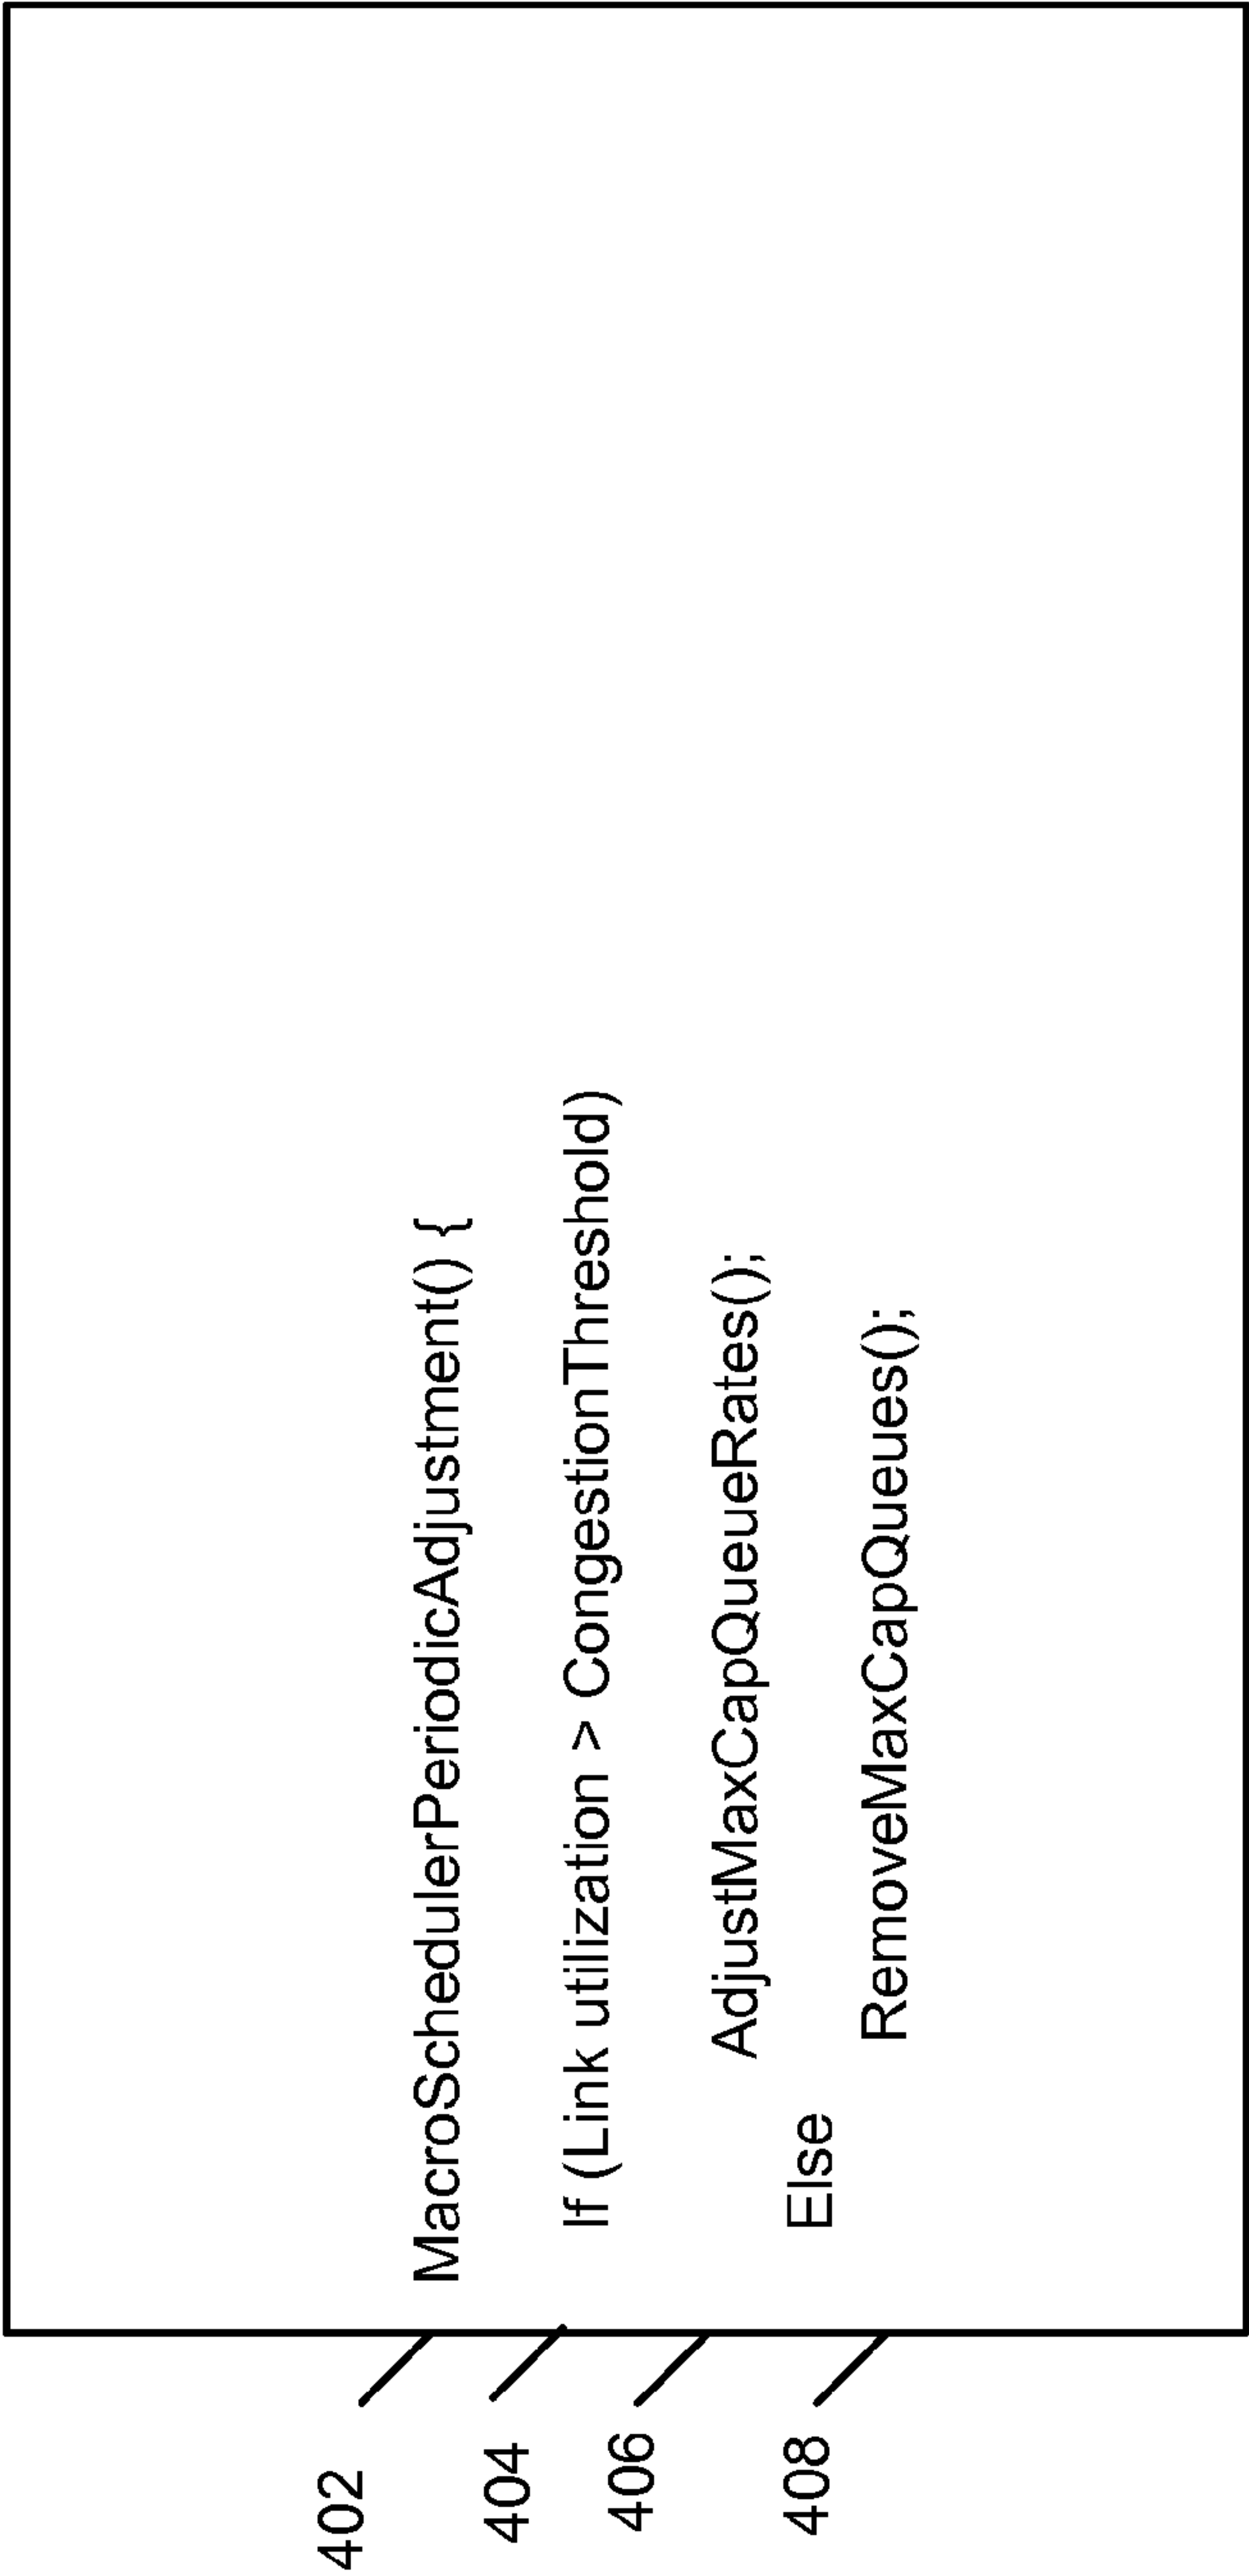 402 MacroSchedulerPeriodicAdjustment() {
404 If (Link utilization > CongestionThreshold)
406 AdjustMaxCapQueueRates();
Else
408 RemoveMaxCapQueues();